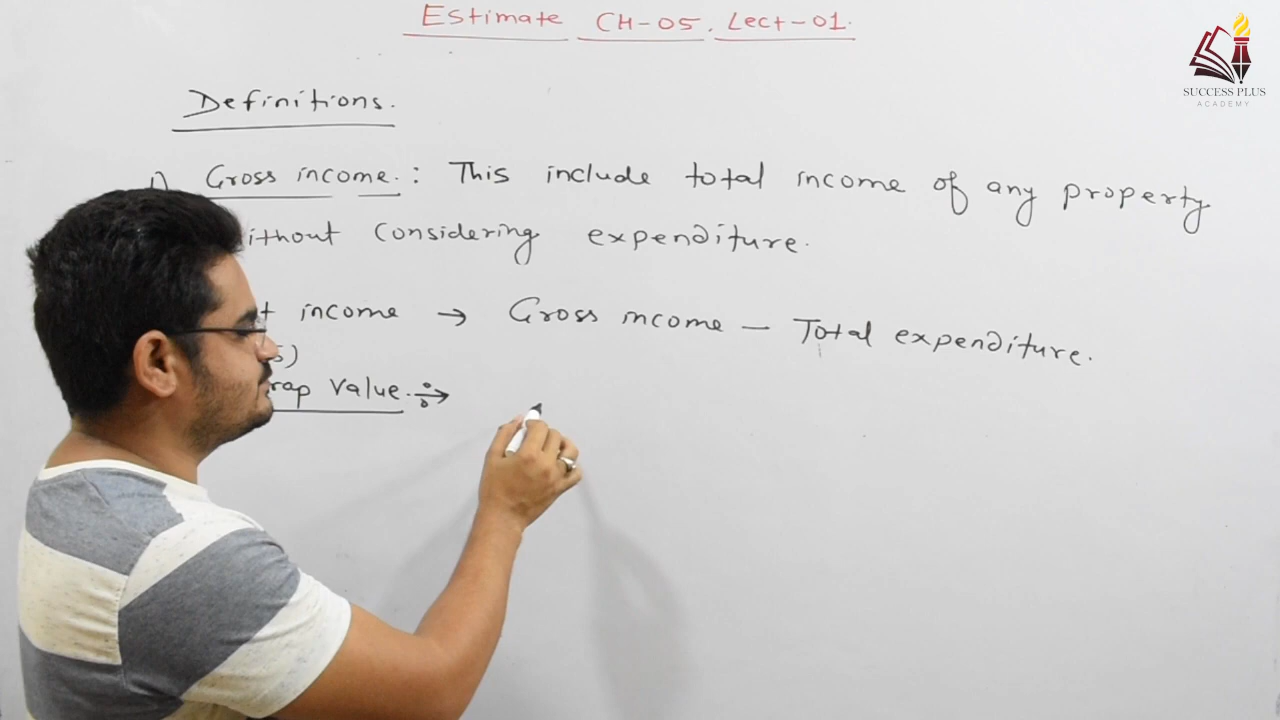 Estimate CH-05. Lect-01.
SUCCESS PLUS
ACADEMY
Definitions.
1) Gross income. : This include total income of any property
ithout considering expenditure.
t income → Gross income - Total expenditure.
s)
rap Value. ÷→